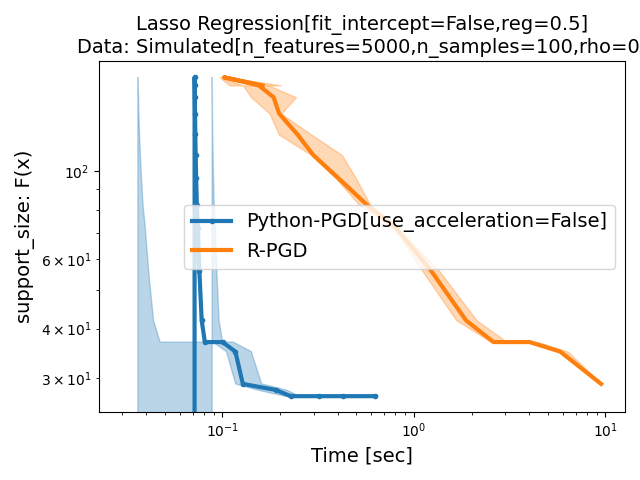 Lasso Regression[fit_intercept=False,reg=0.5]
Data: Simulated[n_features=5000,n_samples=100,rho=0
support_size: F(x)
10²
6 × 10¹
4 × 10¹
3 × 10¹
Python-PGD[use_acceleration=False]
R-PGD
10⁻¹ 10⁰ 10¹
Time [sec]